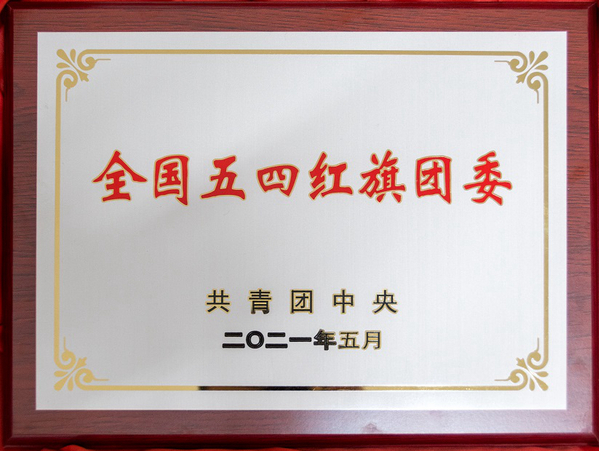 全国五四红旗团委
共青团中央
二〇二一年五月